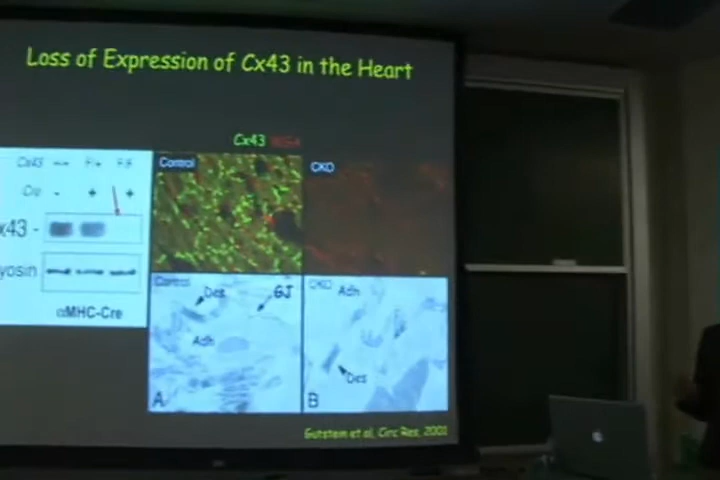 Loss of Expression of Cx43 in the Heart
Cx43 WGA
Cx43
Cre - + +
x43 -
yosin
αMHC-Cre
Control
CKO
Control
Des
GJ
Adh
A
CKO
Adh
Des
B
Gutstein et al, Circ Res, 2001